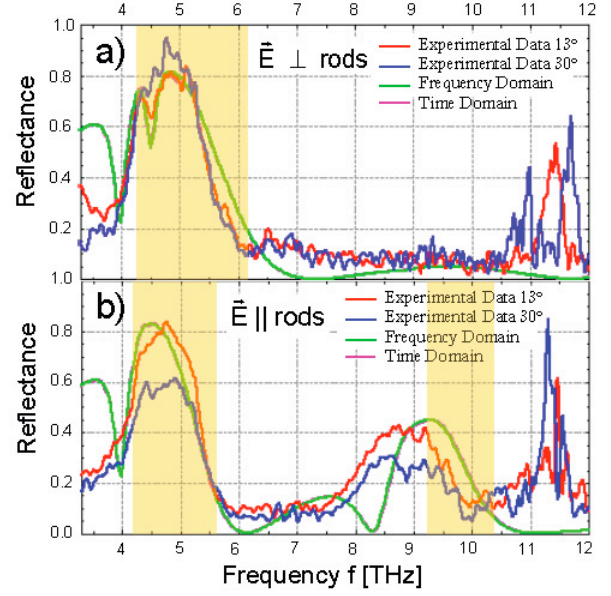 4 5 6 7 8 9 10 11 12
1.0
a) E⃗ ⊥ rods
Experimental Data 13°
Experimental Data 30°
Frequency Domain
Time Domain
0.8
0.6
0.4
0.2
Reflectance
1.0
b) E⃗ || rods
Experimental Data 13°
Experimental Data 30°
Frequency Domain
Time Domain
0.8
0.6
0.4
0.2
0.0
Reflectance
4 5 6 7 8 9 10 11 12
Frequency f [THz]